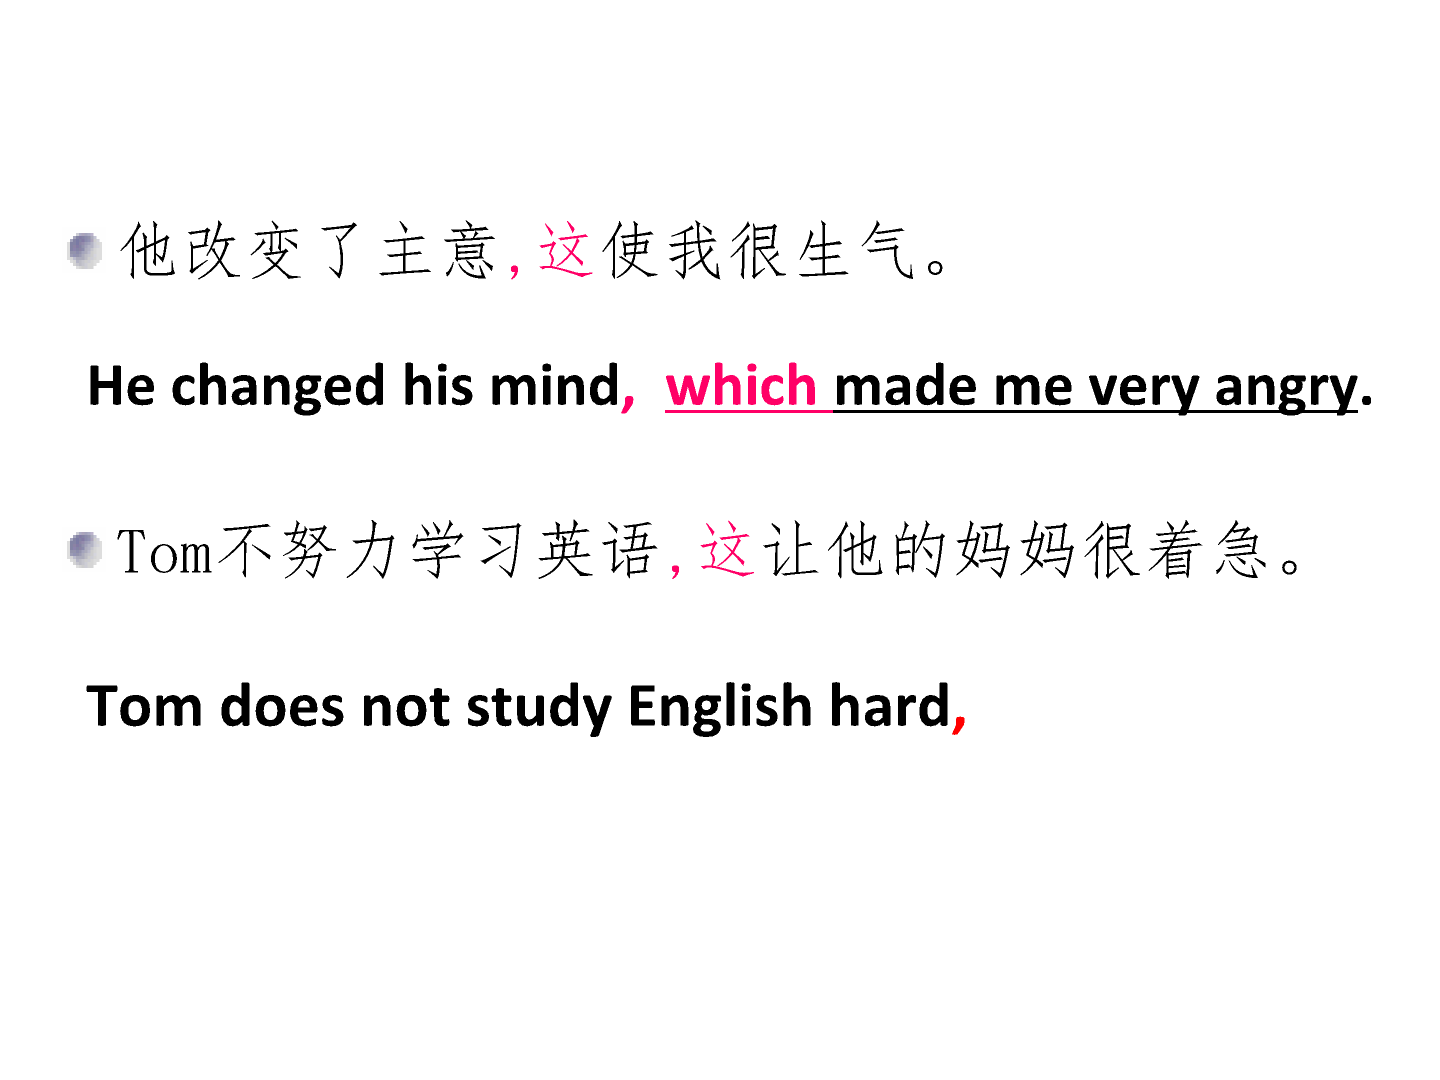 他改变了主意,这使我很生气。
He changed his mind, which made me very angry.
Tom不努力学习英语,这让他的妈妈很着急。
Tom does not study English hard,